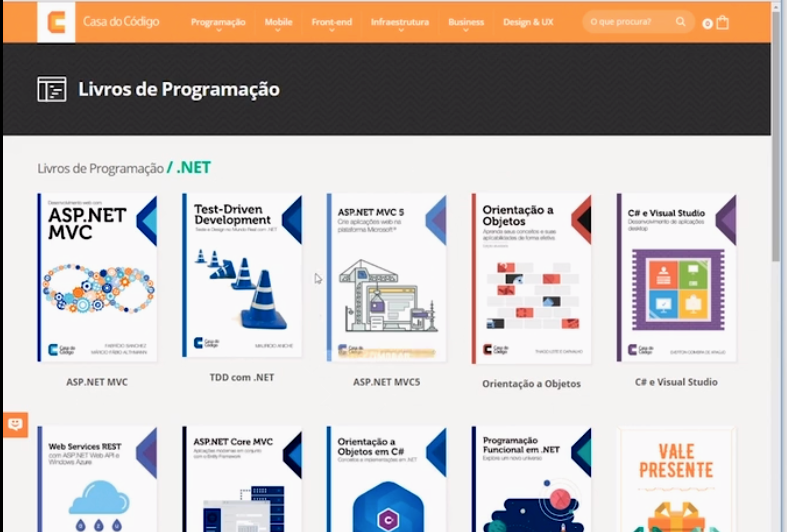 Casa do Código
Programação Mobile Front-end Infraestrutura Business Design & UX
O que procura?
0
Livros de Programação
Livros de Programação / .NET
Desenvolvimento web com
ASP.NET
MVC
Casa do
Código
ASP.NET MVC
Test-Driven
Development
Teste e Design no Mundo Real com .NET
Casa do
Código
MAURICIO ANICHE
TDD com .NET
ASP.NET MVC 5
Crie aplicações web na
plataforma Microsoft®
Casa do
Código
ASP.NET MVC5
Orientação a
Objetos
Aprenda seus conceitos e suas
aplicabilidades de forma efetiva
Casa do
Código
THIAGO LEITE E CARVALHO
Orientação a Objetos
C# e Visual Studio
Desenvolvimento de aplicações
desktop
Casa do
Código
EVERTON COIMBRA DE ARAÚJO
C# e Visual Studio
Web Services REST
com ASP.NET Web API e
Windows Azure
ASP.NET Core MVC
Aplicações modernas em conjunto
com o Entity Framework
Orientação a
Objetos em C#
Conceitos e implementações em .NET
Programação
Funcional em .NET
Explore um novo universo
VALE
PRESENTE